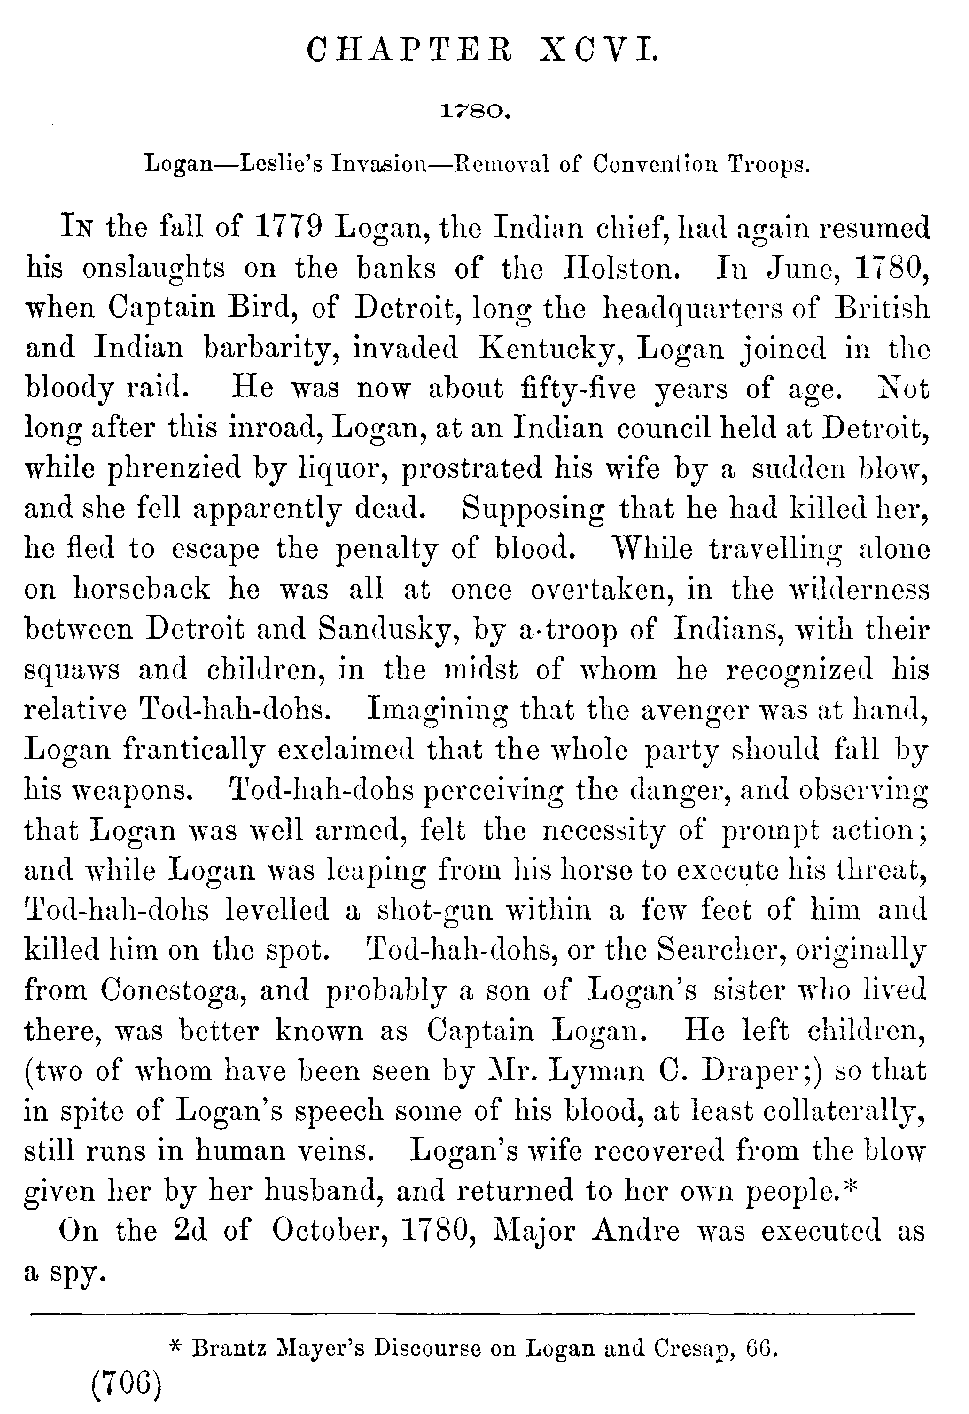 CHAPTER XCVI.
1780.
Logan—Leslie's Invasion—Removal of Convention Troops.
In the fall of 1779 Logan, the Indian chief, had again resumed
his onslaughts on the banks of the Holston. In June, 1780,
when Captain Bird, of Detroit, long the headquarters of British
and Indian barbarity, invaded Kentucky, Logan joined in the
bloody raid. He was now about fifty-five years of age. Not
long after this inroad, Logan, at an Indian council held at Detroit,
while phrenzied by liquor, prostrated his wife by a sudden blow,
and she fell apparently dead. Supposing that he had killed her,
he fled to escape the penalty of blood. While travelling alone
on horseback he was all at once overtaken, in the wilderness
between Detroit and Sandusky, by a troop of Indians, with their
squaws and children, in the midst of whom he recognized his
relative Tod-hah-dohs. Imagining that the avenger was at hand,
Logan frantically exclaimed that the whole party should fall by
his weapons. Tod-hah-dohs perceiving the danger, and observing
that Logan was well armed, felt the necessity of prompt action;
and while Logan was leaping from his horse to execute his threat,
Tod-hah-dohs levelled a shot-gun within a few feet of him and
killed him on the spot. Tod-hah-dohs, or the Searcher, originally
from Conestoga, and probably a son of Logan's sister who lived
there, was better known as Captain Logan. He left children,
(two of whom have been seen by Mr. Lyman C. Draper;) so that
in spite of Logan's speech some of his blood, at least collaterally,
still runs in human veins. Logan's wife recovered from the blow
given her by her husband, and returned to her own people.*
On the 2d of October, 1780, Major Andre was executed as
a spy.
* Brantz Mayer's Discourse on Logan and Cresap, 66.
(706)